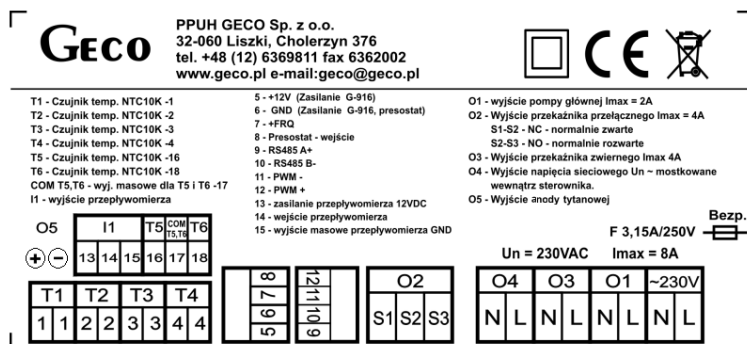 GECO
PPUH GECO Sp. z o.o.
32-060 Liszki, Cholerzyn 376
tel. +48 (12) 6369811 fax 6362002
www.geco.pl e-mail:geco@geco.pl
CE
T1 - Czujnik temp. NTC10K -1
T2 - Czujnik temp. NTC10K -2
T3 - Czujnik temp. NTC10K -3
T4 - Czujnik temp. NTC10K -4
T5 - Czujnik temp. NTC10K -16
T6 - Czujnik temp. NTC10K -18
COM T5,T6 - wyj. masowe dla T5 i T6 -17
I1 - wyjście przepływomierza
5 - +12V (Zasilanie G-916)
6 - GND (Zasilanie G-916, presostat)
7 - +FRQ
8 - Presostat - wejście
9 - RS485 A+
10 - RS485 B-
11 - PWM -
12 - PWM +
13 - zasilanie przepływomierza 12VDC
14 - wejście przepływomierza
15 - wyjście masowe przepływomierza GND
O1 - wyjście pompy głównej Imax = 2A
O2 - Wyjście przekaźnika przełącznego Imax = 4A
S1-S2 - NC - normalnie zwarte
S2-S3 - NO - normalnie rozwarte
O3 - Wyjście przekaźnika zwiernego Imax 4A
O4 - Wyjście napięcia sieciowego Un ~ mostkowane
wewnątrz sterownika.
O5 - Wyjście anody tytanowej
Bezp.
F 3,15A/250V
Un = 230VAC Imax = 8A
O5 I1 T5 COM T5,T6 T6
+ - 13 14 15 16 17 18
T1 T2 T3 T4
1 1 2 2 3 3 4 4
8
7
6
5
12
11
10
9
O2
S1 S2 S3
O4 O3 O1 ~230V
N L N L N L N L